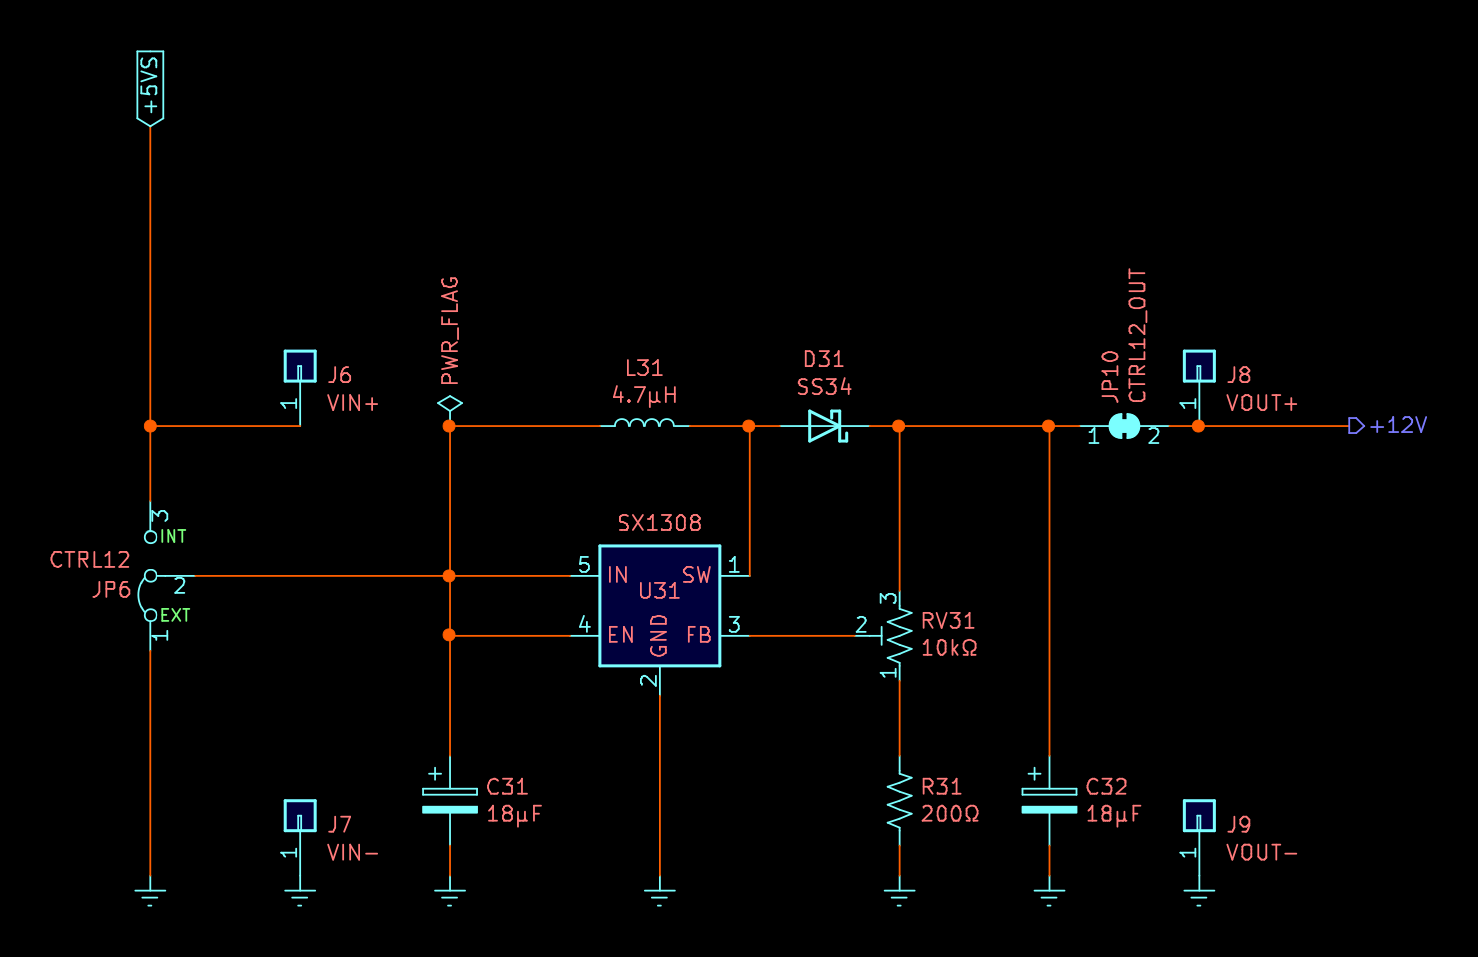 +5VS
PWR_FLAG
CTRL12_OUT
JP10
D31
SS34
L31
4.7µH
J6
VIN+
1
J8
VOUT+
1
1
2
+12V
3
INT
CTRL12
JP6
2
EXT
1
SX1308
5
IN
SW
1
U31
4
EN
GND
FB
3
2
2
3
RV31
10kΩ
1
+
C31
18µF
R31
200Ω
+
C32
18µF
J7
VIN-
1
J9
VOUT-
1